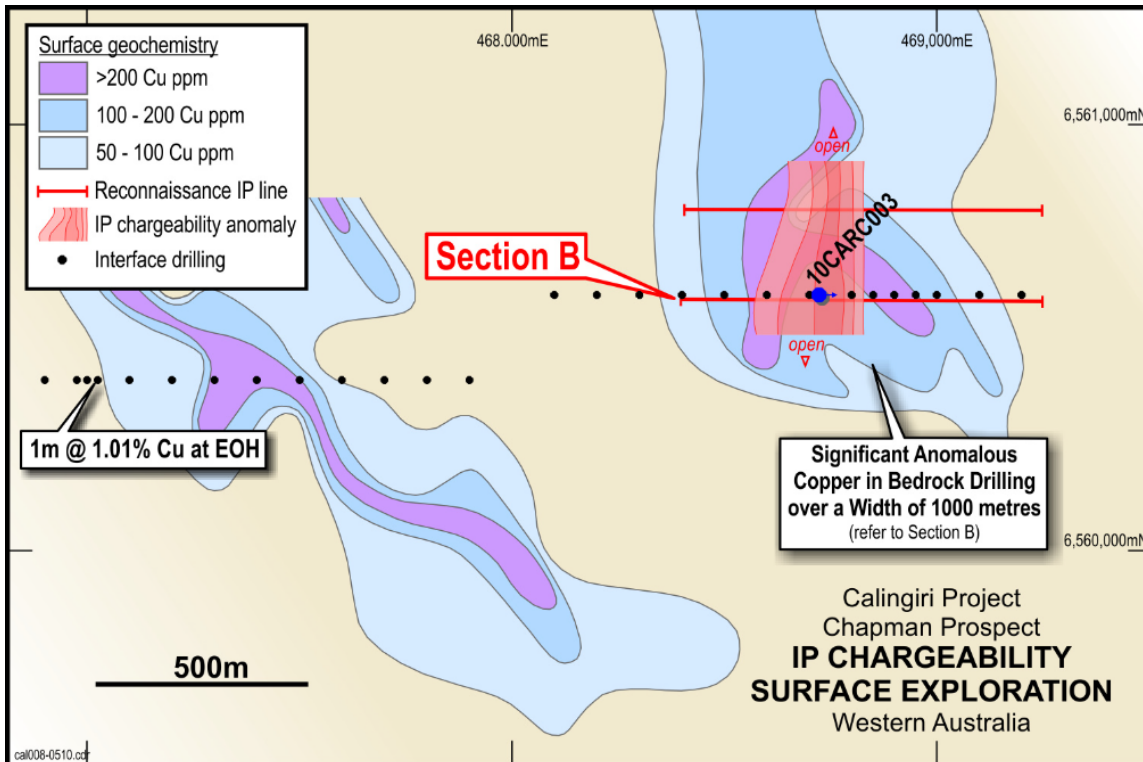 Surface geochemistry
>200 Cu ppm
100 - 200 Cu ppm
50 - 100 Cu ppm
Reconnaissance IP line
IP chargeability anomaly
Interface drilling
468.000mE
469,000mE
6,561,000mN
open
10CARC003
Section B
open
1m @ 1.01% Cu at EOH
Significant Anomalous
Copper in Bedrock Drilling
over a Width of 1000 metres
(refer to Section B)
6,560,000mN
500m
Calingiri Project
Chapman Prospect
IP CHARGEABILITY
SURFACE EXPLORATION
Western Australia
cal008-0510.cdr